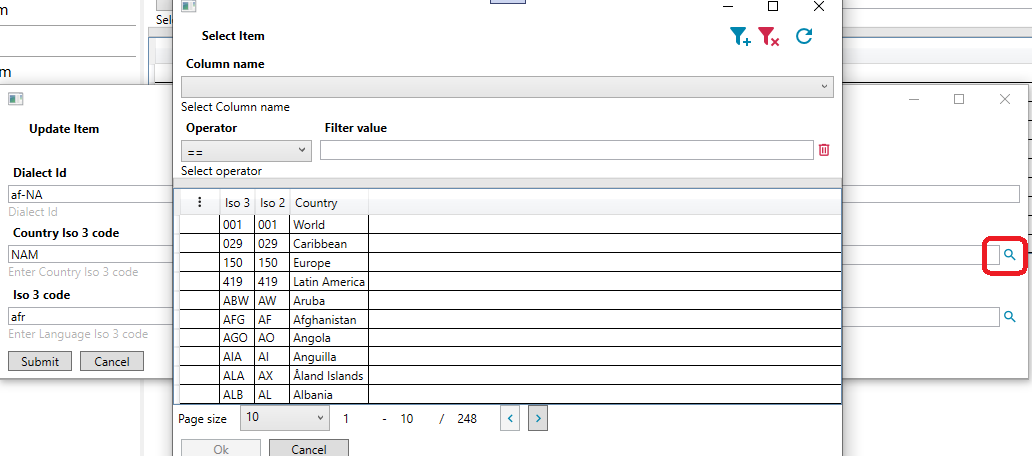 m
Sele
m
Select Item
Column name
Select Column name
Operator Filter value
==
Select operator
Iso 3 Iso 2 Country
001 001 World
029 029 Caribbean
150 150 Europe
419 419 Latin America
ABW AW Aruba
AFG AF Afghanistan
AGO AO Angola
AIA AI Anguilla
ALA AX Åland Islands
ALB AL Albania
Page size 10 1 - 10 / 248 < >
Ok Cancel
Update Item
Dialect Id
af-NA
Dialect Id
Country Iso 3 code
NAM
Enter Country Iso 3 code
Iso 3 code
afr
Enter Language Iso 3 code
Submit Cancel